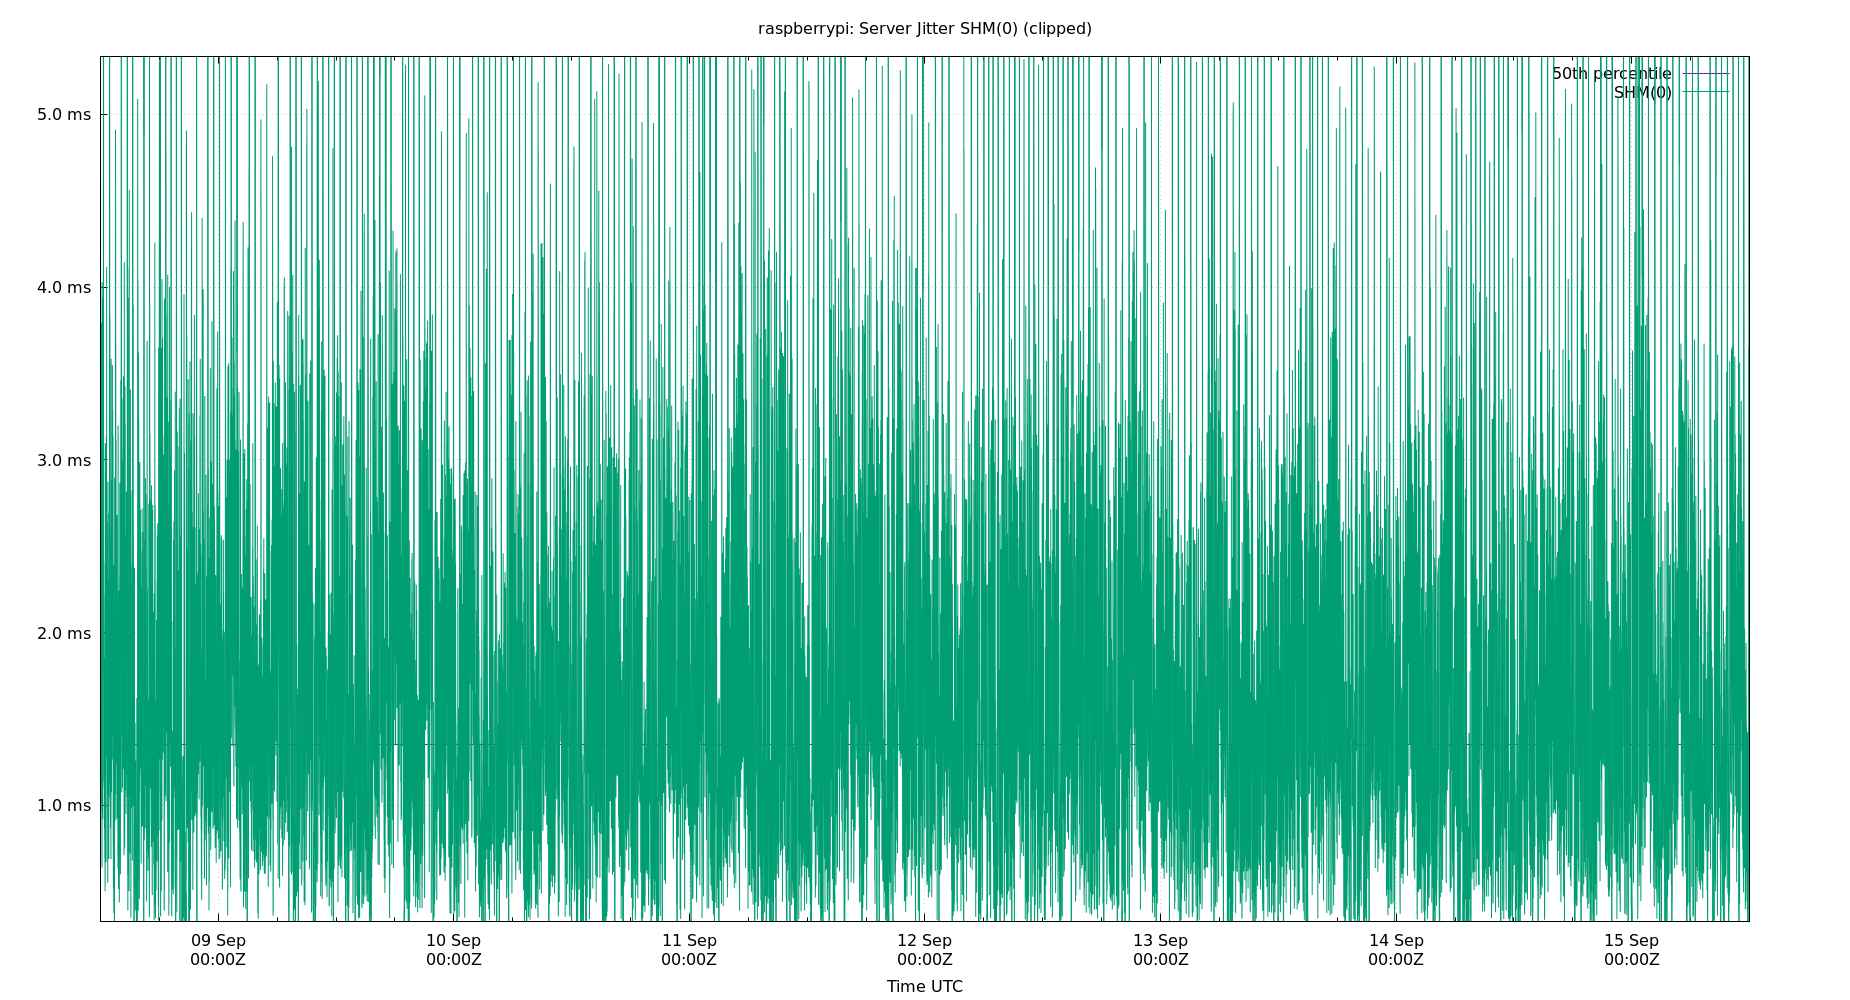 raspberrypi: Server Jitter SHM(0) (clipped)
50th percentile
SHM(0)
5.0 ms
4.0 ms
3.0 ms
2.0 ms
1.0 ms
09 Sep 10 Sep 11 Sep 12 Sep 13 Sep 14 Sep 15 Sep
00:00Z 00:00Z 00:00Z 00:00Z 00:00Z 00:00Z 00:00Z
Time UTC